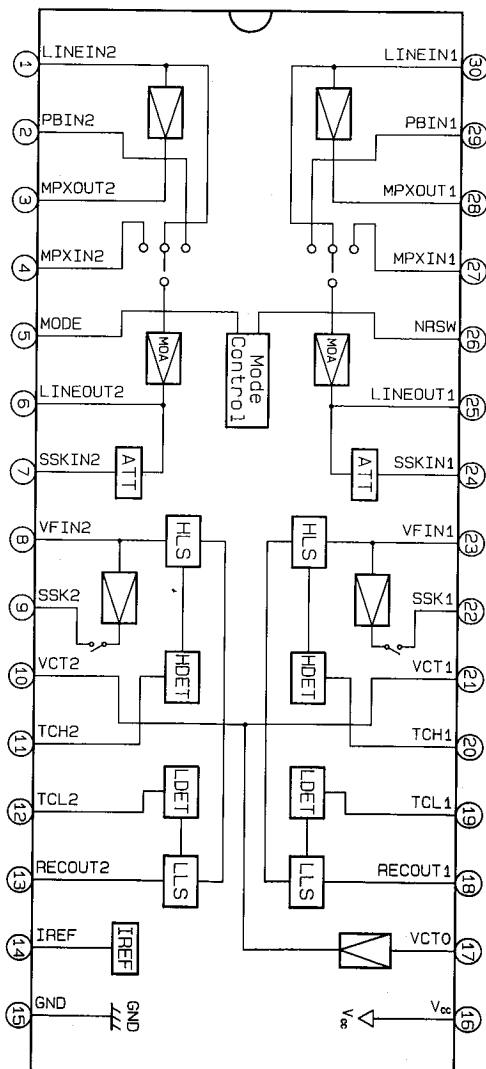 1 LINEIN2
LINEIN1 30
2 PBIN2
PBIN1 29
3 MPXOUT2
MPXOUT1 28
4 MPXIN2
MPXIN1 27
5 MODE
NRSW 26
MOA
Mode Control
MOA
6 LINEOUT2
LINEOUT1 25
7 SSKIN2
ATT
ATT
SSKIN1 24
8 VFIN2
HLS
HLS
VFIN1 23
9 SSK2
SSK1 22
10 VCT2
HDET
HDET
VCT1 21
11 TCH2
TCH1 20
12 TCL2
LDET
LDET
TCL1 19
13 RECOUT2
LLS
LLS
RECOUT1 18
14 IREF
IREF
VCTO 17
15 GND
GND
Vcc
Vcc 16